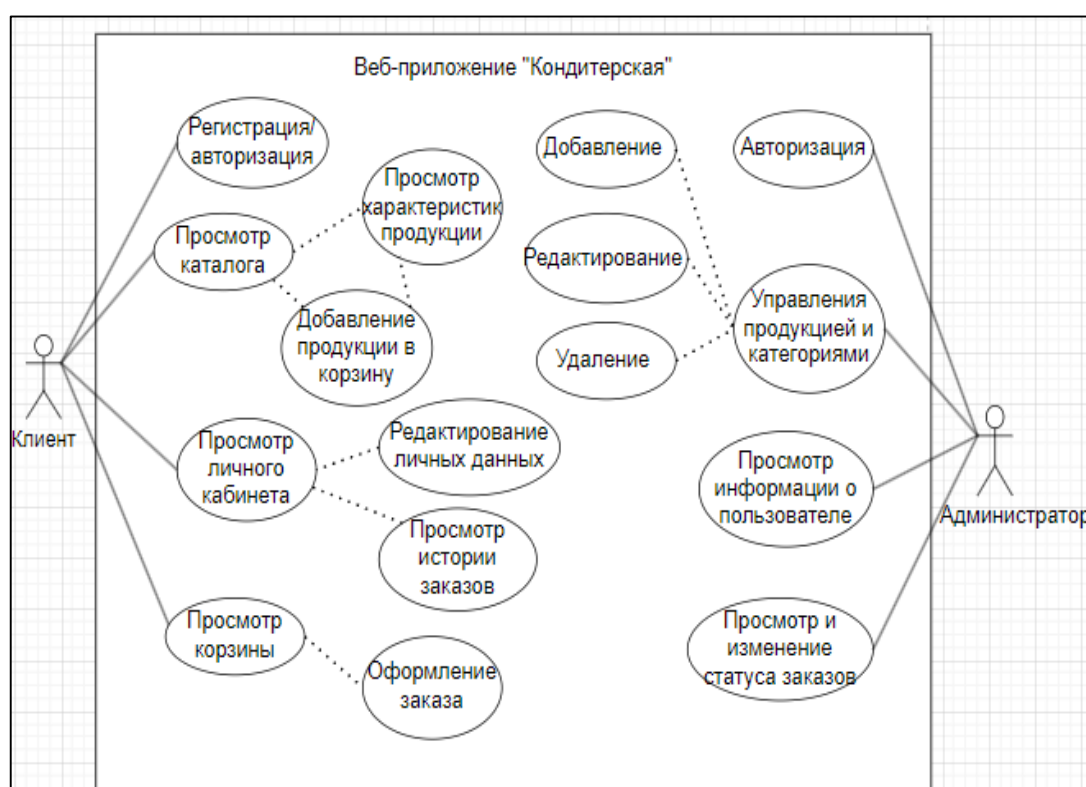 Веб-приложение "Кондитерская"
Регистрация/
авторизация
Просмотр
каталога
Просмотр
характеристик
продукции
Добавление
продукции в
корзину
Клиент
Просмотр
личного
кабинета
Редактирование
личных данных
Просмотр
истории
заказов
Просмотр
корзины
Оформление
заказа
Добавление
Редактирование
Удаление
Авторизация
Управления
продукцией и
категориями
Просмотр
информации о
пользователе
Администратор
Просмотр и
изменение
статуса заказов